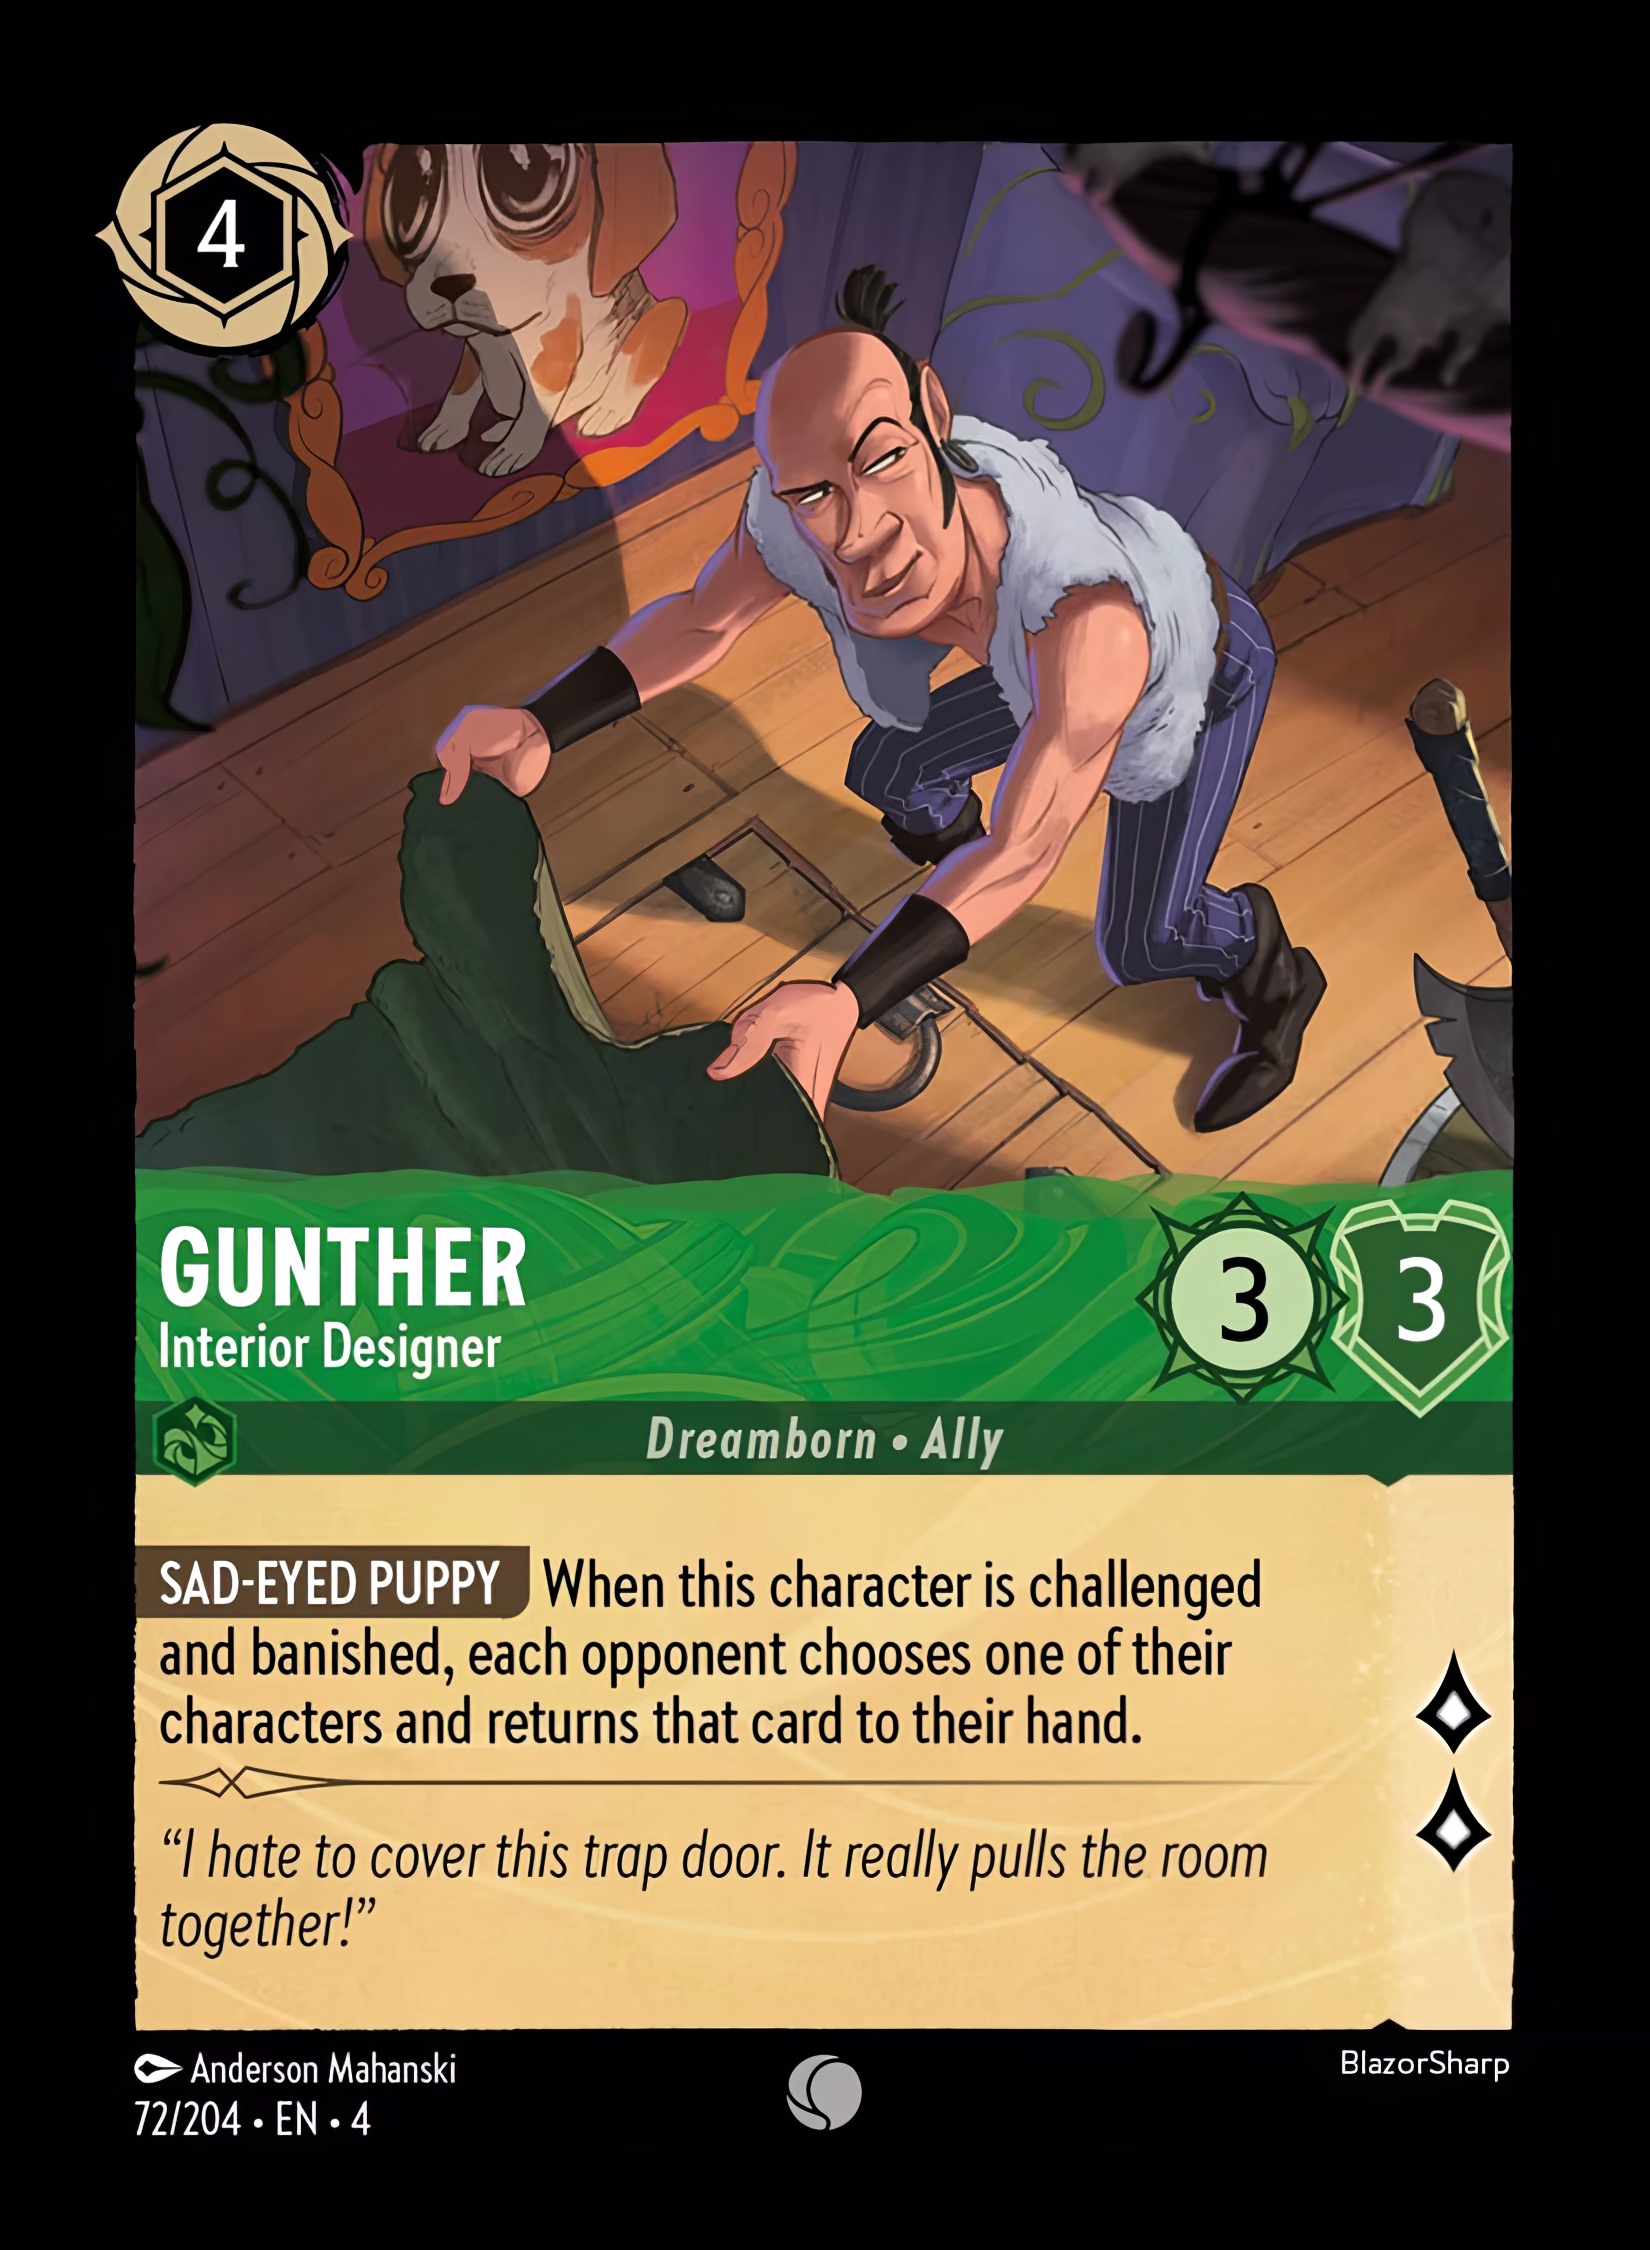 4
GUNTHER
Interior Designer
3
3
Dreamborn • Ally
SAD-EYED PUPPY When this character is challenged
and banished, each opponent chooses one of their
characters and returns that card to their hand.
“I hate to cover this trap door. It really pulls the room
together!”
Anderson Mahanski
BlazorSharp
72/204 • EN • 4